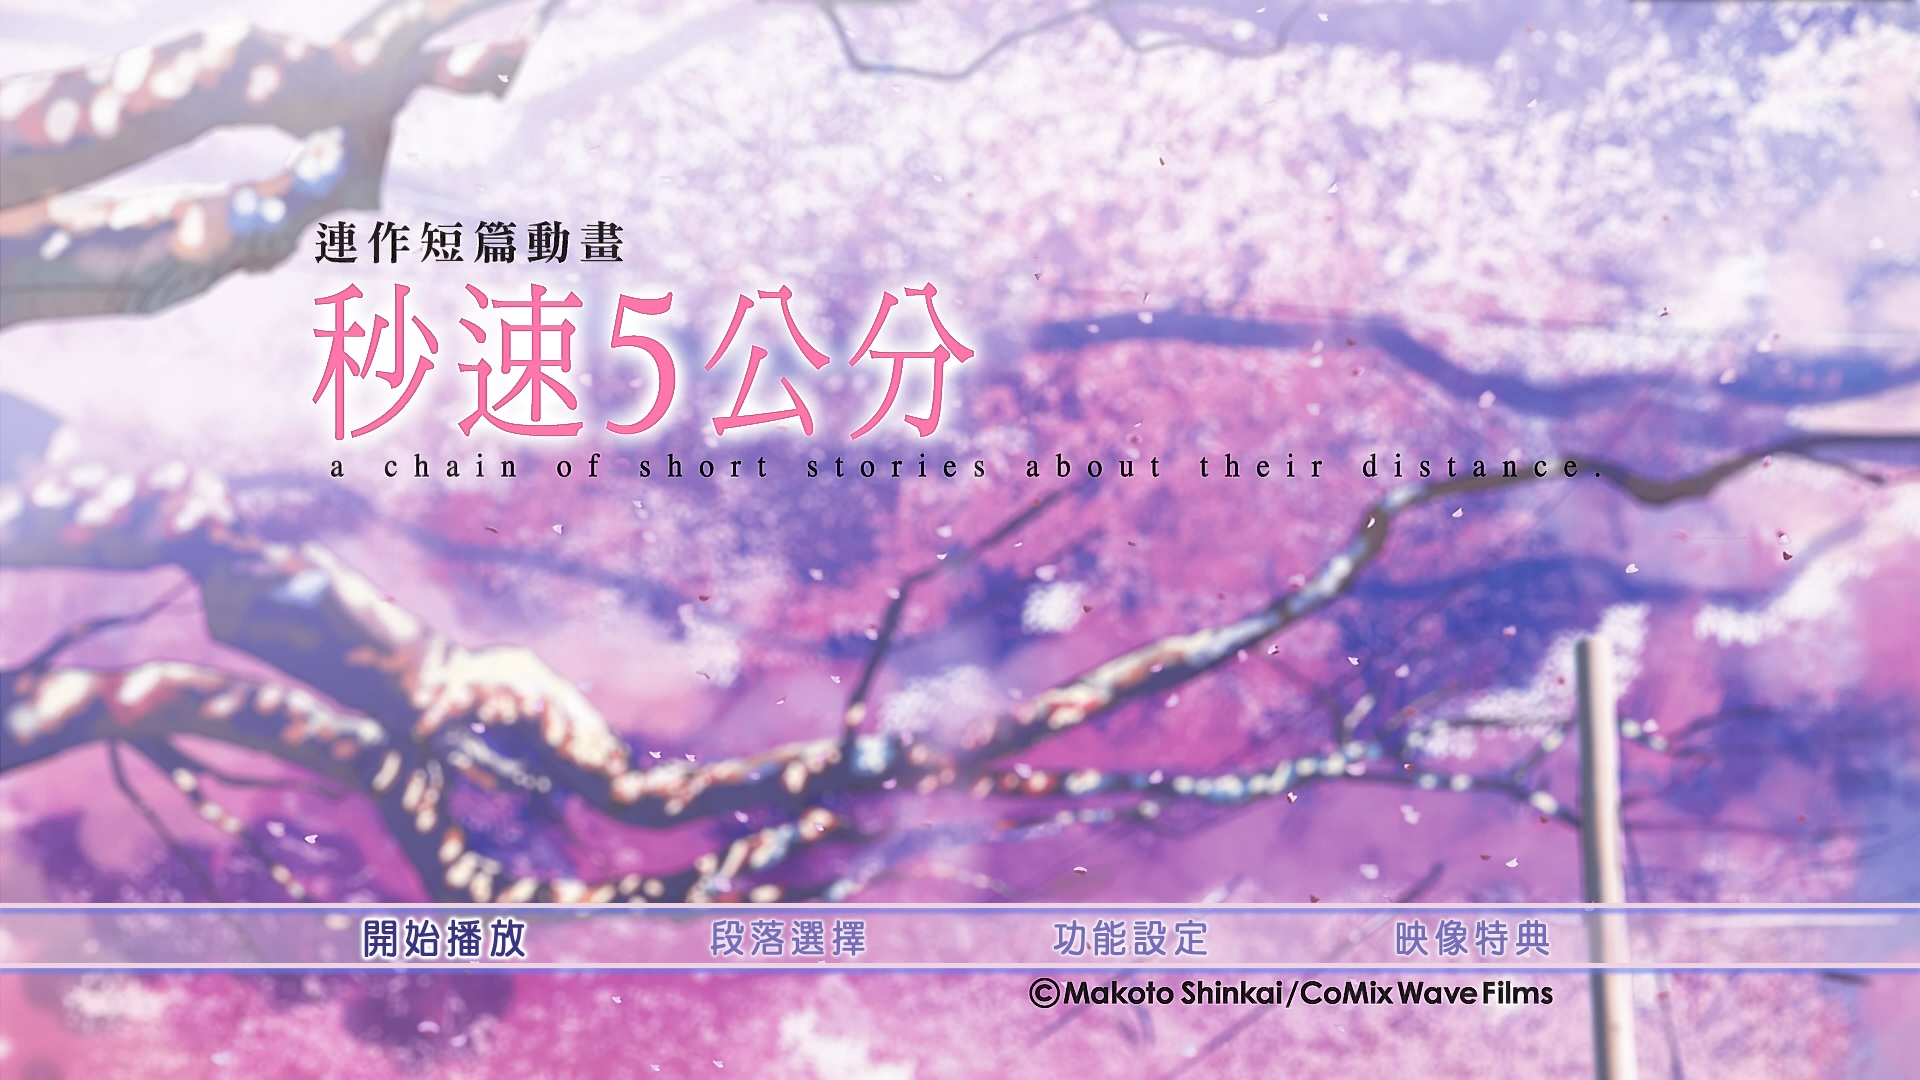 連作短篇動畫
秒速5公分
a chain of short stories about their distance.
開始播放 段落選擇 功能設定 映像特典
©Makoto Shinkai/CoMix Wave Films